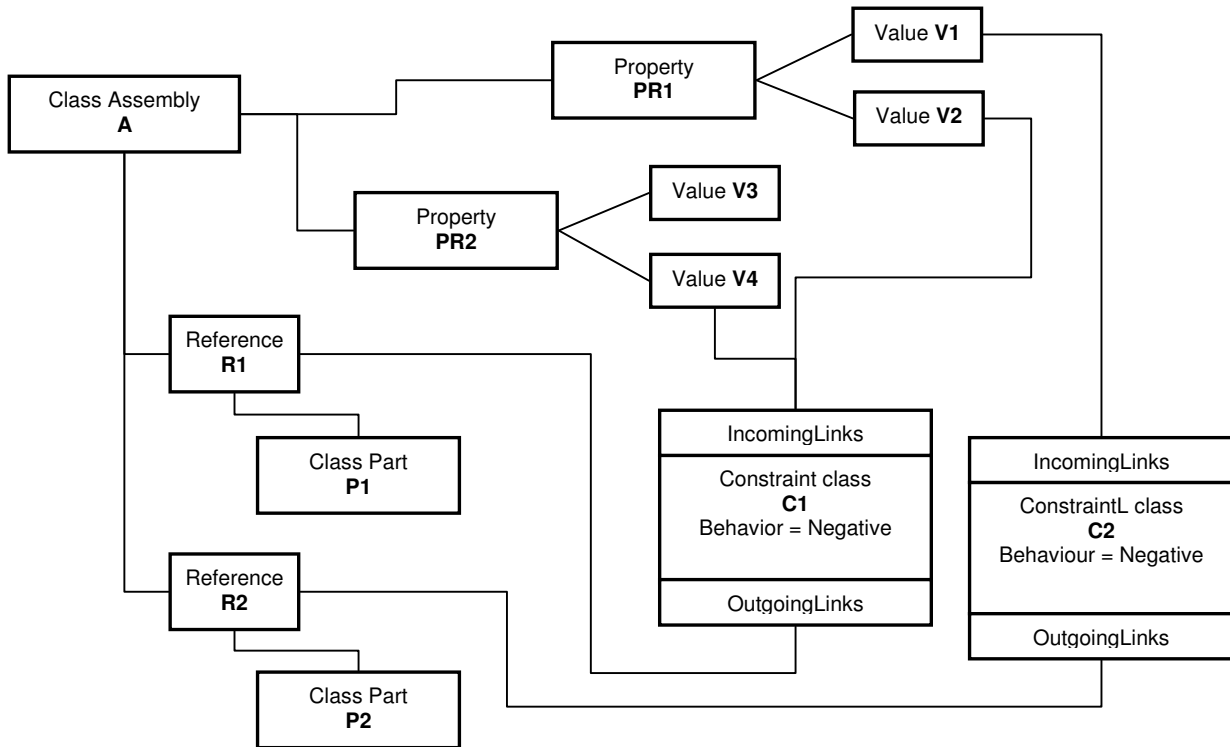 Value V1
Property
PR1
Class Assembly
A
Value V2
Value V3
Property
PR2
Value V4
Reference
R1
IncomingLinks
Class Part
P1
Constraint class
C1
Behavior = Negative
IncomingLinks
ConstraintL class
C2
Behaviour = Negative
Reference
R2
OutgoingLinks
OutgoingLinks
Class Part
P2